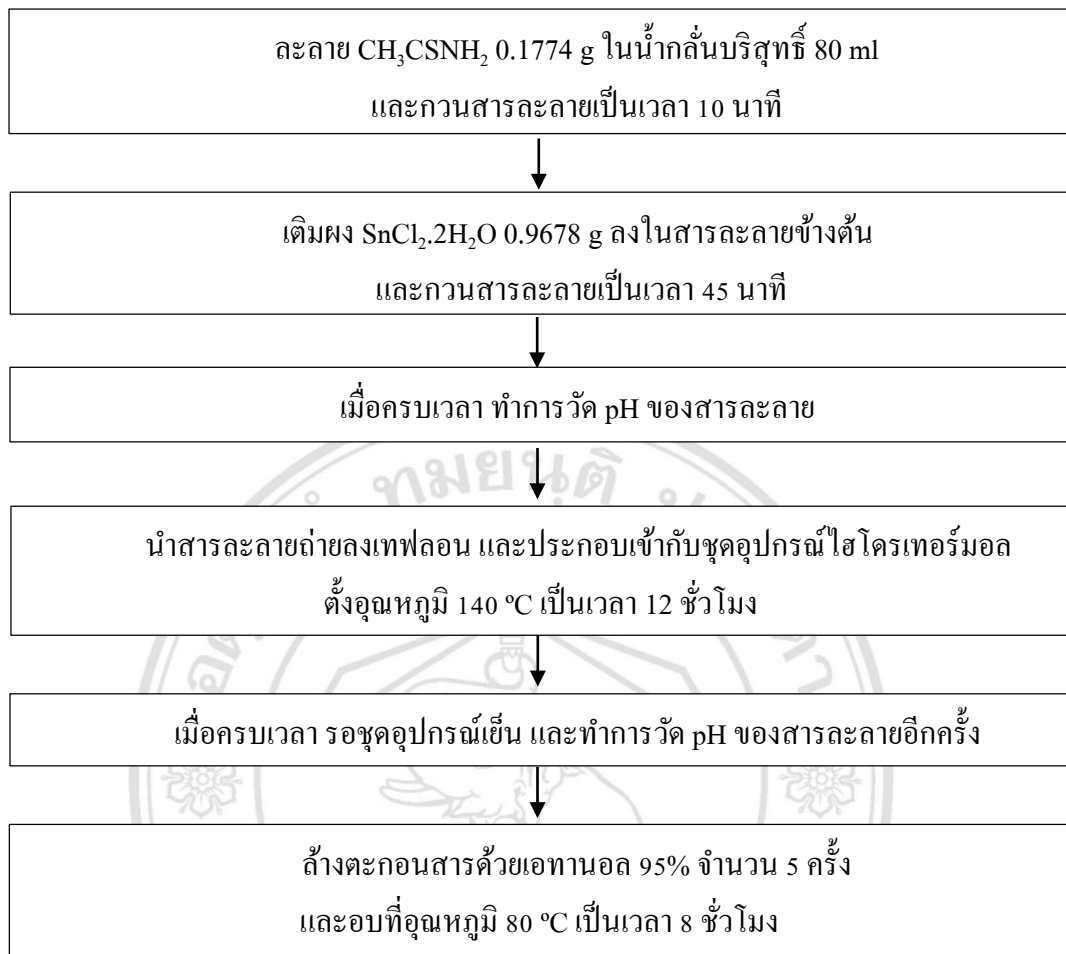 ละลาย CH₃CSNH₂ 0.1774 g ในน้ำกลั่นบริสุทธิ์ 80 ml
และกวนสารละลายเป็นเวลา 10 นาที
เติมผง SnCl₂.2H₂O 0.9678 g ลงในสารละลายข้างต้น
และกวนสารละลายเป็นเวลา 45 นาที
เมื่อครบเวลา ทำการวัด pH ของสารละลาย
ทมยนฺติ
นำสารละลายถ่ายลงเทฟลอน และประกอบเข้ากับชุดอุปกรณ์ไฮโดรเทอร์มอล
ตั้งอุณหภูมิ 140 ºC เป็นเวลา 12 ชั่วโมง
เมื่อครบเวลา รอชุดอุปกรณ์เย็น และทำการวัด pH ของสารละลายอีกครั้ง
ล้างตะกอนสารด้วยเอทานอล 95% จำนวน 5 ครั้ง
และอบที่อุณหภูมิ 80 ºC เป็นเวลา 8 ชั่วโมง